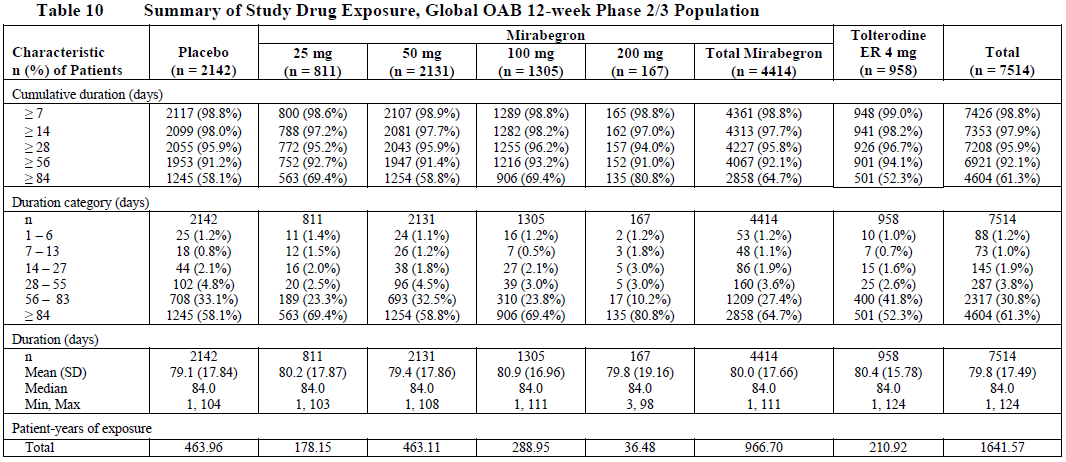 Table 10 Summary of Study Drug Exposure, Global OAB 12-week Phase 2/3 Population
Characteristic n (%) of Patients | Placebo (n = 2142) | Mirabegron 25 mg (n = 811) | 50 mg (n = 2131) | 100 mg (n = 1305) | 200 mg (n = 167) | Total Mirabegron (n = 4414) | Tolterodine ER 4 mg (n = 958) | Total (n = 7514)
Cumulative duration (days)
≥ 7 2117 (98.8%) 800 (98.6%) 2107 (98.9%) 1289 (98.8%) 165 (98.8%) 4361 (98.8%) 948 (99.0%) 7426 (98.8%)
≥ 14 2099 (98.0%) 788 (97.2%) 2081 (97.7%) 1282 (98.2%) 162 (97.0%) 4313 (97.7%) 941 (98.2%) 7353 (97.9%)
≥ 28 2055 (95.9%) 772 (95.2%) 2043 (95.9%) 1255 (96.2%) 157 (94.0%) 4227 (95.8%) 926 (96.7%) 7208 (95.9%)
≥ 56 1953 (91.2%) 752 (92.7%) 1947 (91.4%) 1216 (93.2%) 152 (91.0%) 4067 (92.1%) 901 (94.1%) 6921 (92.1%)
≥ 84 1245 (58.1%) 563 (69.4%) 1254 (58.8%) 906 (69.4%) 135 (80.8%) 2858 (64.7%) 501 (52.3%) 4604 (61.3%)
Duration category (days)
n 2142 811 2131 1305 167 4414 958 7514
1 – 6 25 (1.2%) 11 (1.4%) 24 (1.1%) 16 (1.2%) 2 (1.2%) 53 (1.2%) 10 (1.0%) 88 (1.2%)
7 – 13 18 (0.8%) 12 (1.5%) 26 (1.2%) 7 (0.5%) 3 (1.8%) 48 (1.1%) 7 (0.7%) 73 (1.0%)
14 – 27 44 (2.1%) 16 (2.0%) 38 (1.8%) 27 (2.1%) 5 (3.0%) 86 (1.9%) 15 (1.6%) 145 (1.9%)
28 – 55 102 (4.8%) 20 (2.5%) 96 (4.5%) 39 (3.0%) 5 (3.0%) 160 (3.6%) 25 (2.6%) 287 (3.8%)
56 – 83 708 (33.1%) 189 (23.3%) 693 (32.5%) 310 (23.8%) 17 (10.2%) 1209 (27.4%) 400 (41.8%) 2317 (30.8%)
≥ 84 1245 (58.1%) 563 (69.4%) 1254 (58.8%) 906 (69.4%) 135 (80.8%) 2858 (64.7%) 501 (52.3%) 4604 (61.3%)
Duration (days)
n 2142 811 2131 1305 167 4414 958 7514
Mean (SD) 79.1 (17.84) 80.2 (17.87) 79.4 (17.86) 80.9 (16.96) 79.8 (19.16) 80.0 (17.66) 80.4 (15.78) 79.8 (17.49)
Median 84.0 84.0 84.0 84.0 84.0 84.0 84.0 84.0
Min, Max 1, 104 1, 103 1, 108 1, 111 3, 98 1, 111 1, 124 1, 124
Patient-years of exposure
Total 463.96 178.15 463.11 288.95 36.48 966.70 210.92 1641.57